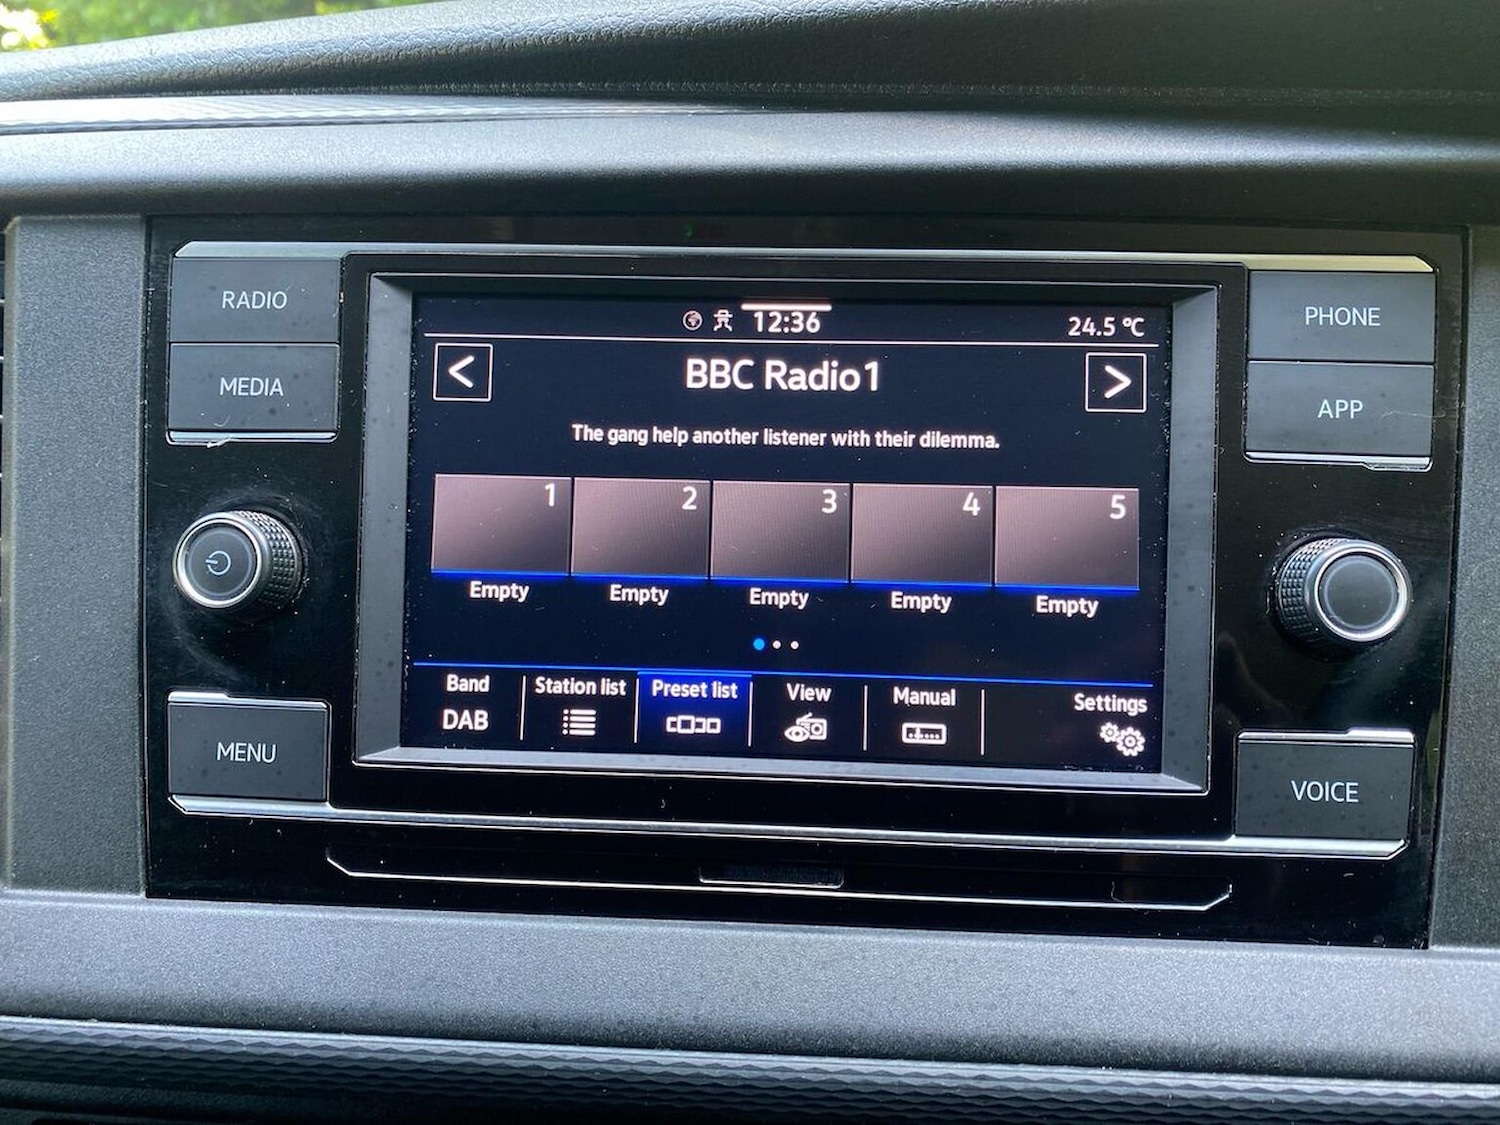 RADIO
MEDIA
MENU
12:36
24.5 °C
<
BBC Radio1
>
The gang help another listener with their dilemma.
1 2 3 4 5
Empty Empty Empty Empty Empty
Band Station list Preset list View Manual Settings
DAB
PHONE
APP
VOICE